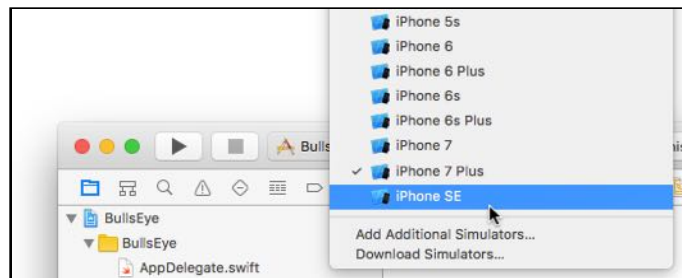 iPhone 5s
iPhone 6
iPhone 6 Plus
iPhone 6s
iPhone 6s Plus
iPhone 7
✓ iPhone 7 Plus
iPhone SE
Add Additional Simulators...
Download Simulators...
BullsEye
BullsEye
AppDelegate.swift